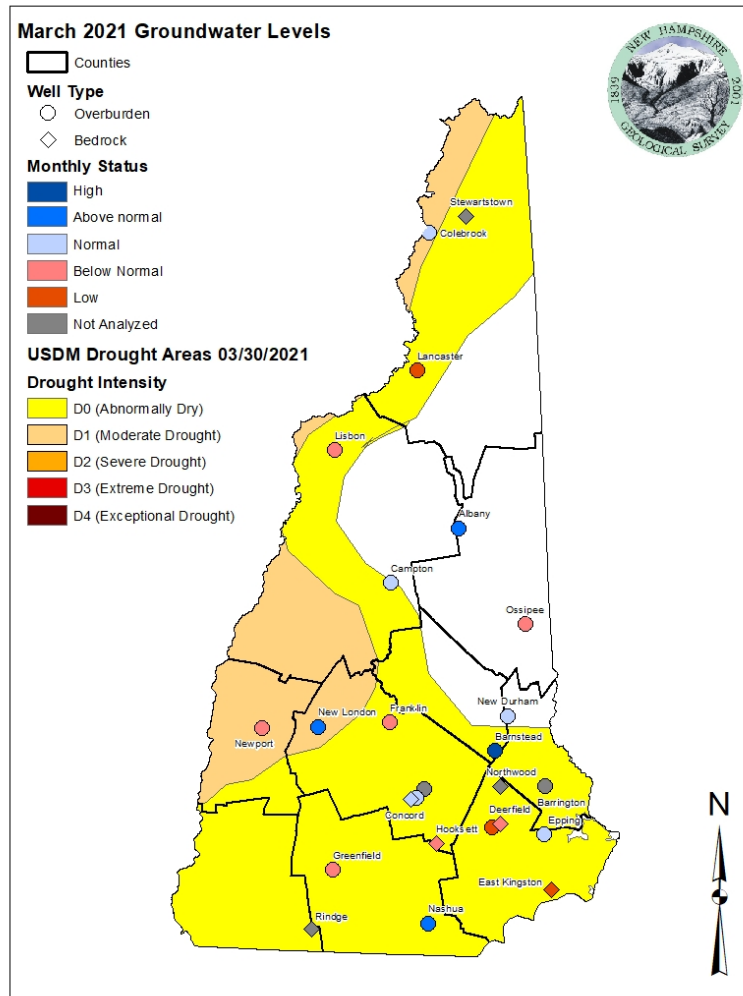 March 2021 Groundwater Levels
Counties
Well Type
Overburden
Bedrock
Monthly Status
High
Above normal
Normal
Below Normal
Low
Not Analyzed
USDM Drought Areas 03/30/2021
Drought Intensity
D0 (Abnormally Dry)
D1 (Moderate Drought)
D2 (Severe Drought)
D3 (Extreme Drought)
D4 (Exceptional Drought)
NEW HAMPSHIRE
1839
2001
GEOLOGICAL SURVEY
Stewartstown
Colebrook
Lancaster
Lisbon
Albany
Campton
Ossipee
New Durham
New London
Franklin
Newport
Barnstead
Northwood
Barrington
Concord
Deerfield
Epping
Hooksett
Greenfield
East Kingston
Rindge
Nashua
N